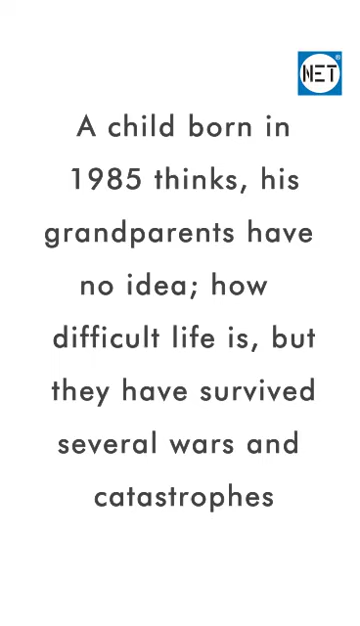 NET
A child born in
1985 thinks, his
grandparents have
no idea; how
difficult life is, but
they have survived
several wars and
catastrophes